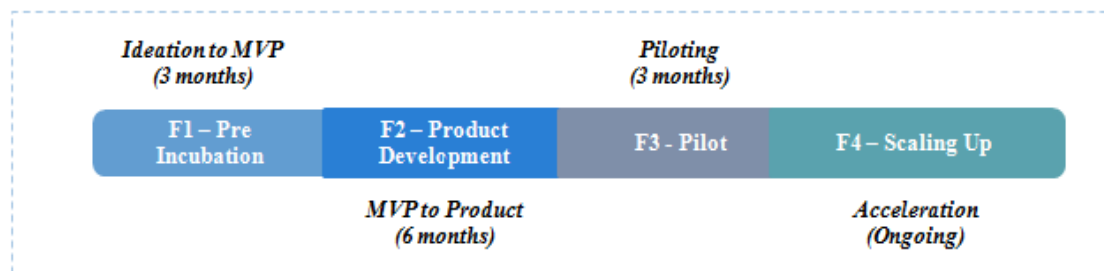 Ideation to MVP
(3 months)
Piloting
(3 months)
F1 – Pre
Incubation
F2 – Product
Development
F3 - Pilot
F4 – Scaling Up
MVP to Product
(6 months)
Acceleration
(Ongoing)